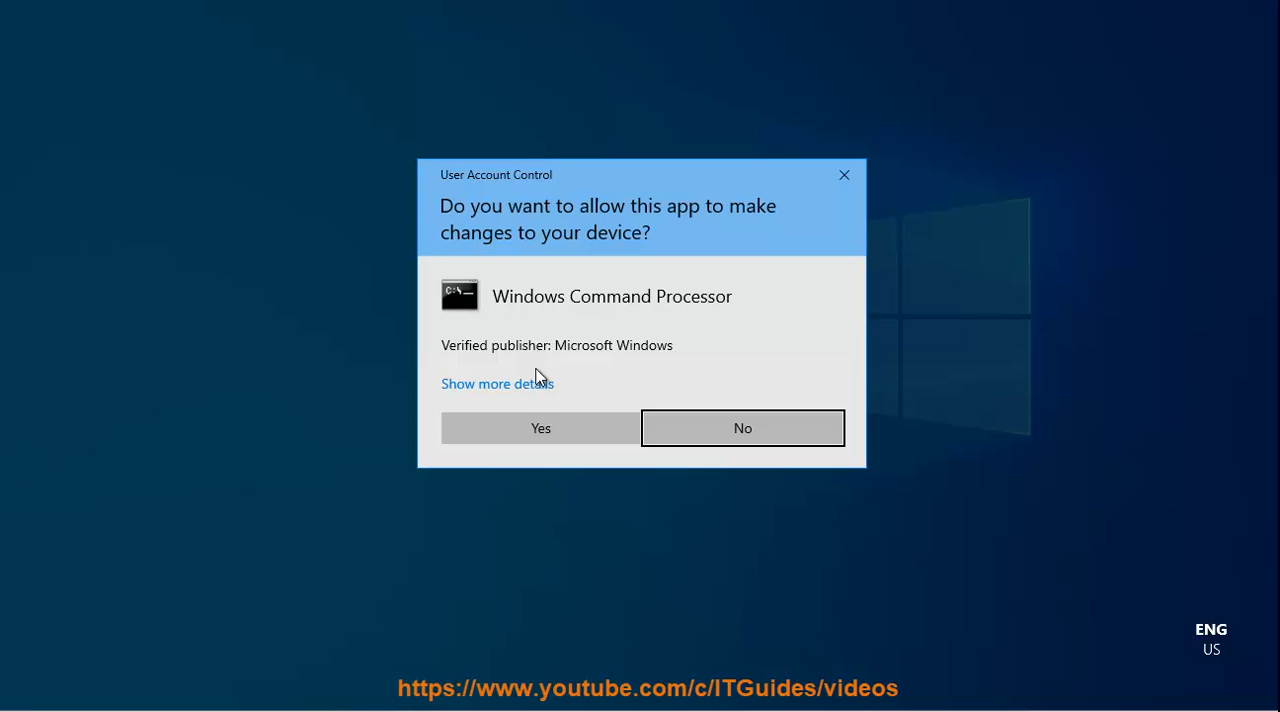 User Account Control
Do you want to allow this app to make
changes to your device?
C:\_
Windows Command Processor
Verified publisher: Microsoft Windows
Show more details
Yes
No
ENG
US
https://www.youtube.com/c/ITGuides/videos